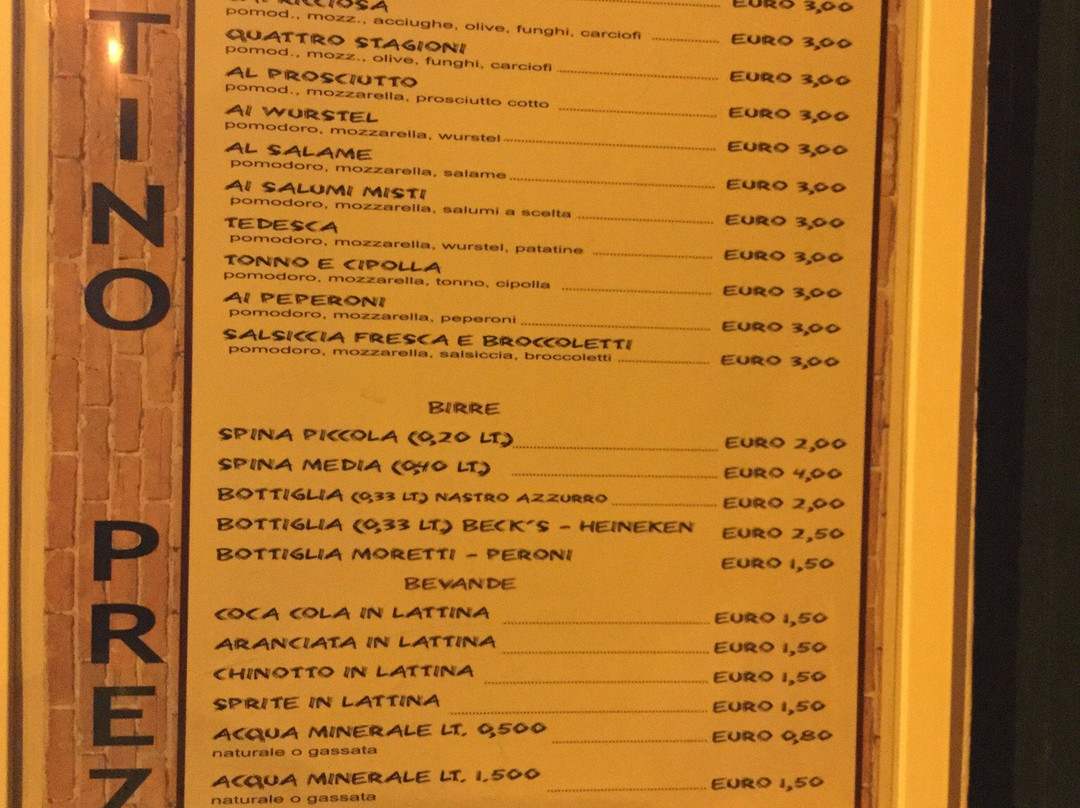 EURO 3,00
pomod., mozz., acciughe, olive, funghi, carciofi EURO 3,00
QUATTRO STAGIONI
pomod., mozz., olive, funghi, carciofi EURO 3,00
AL PROSCIUTTO
pomod., mozzarella, prosciutto cotto EURO 3,00
AI WURSTEL
pomodoro, mozzarella, wurstel EURO 3,00
AL SALAME
pomodoro, mozzarella, salame EURO 3,00
AI SALUMI MISTI
pomodoro, mozzarella, salumi a scelta EURO 3,00
TEDESCA
pomodoro, mozzarella, wurstel, patatine EURO 3,00
TONNO E CIPOLLA
pomodoro, mozzarella, tonno, cipolla EURO 3,00
AI PEPERONI
pomodoro, mozzarella, peperoni EURO 3,00
SALSICCIA FRESCA E BROCCOLETTI
pomodoro, mozzarella, salsiccia, broccoletti EURO 3,00
BIRRE
SPINA PICCOLA (0,20 LT.) EURO 2,00
SPINA MEDIA (0,40 LT.) EURO 4,00
BOTTIGLIA (0,33 LT.) NASTRO AZZURRO EURO 2,00
BOTTIGLIA (0,33 LT.) BECK'S - HEINEKEN EURO 2,50
BOTTIGLIA MORETTI - PERONI EURO 1,50
BEVANDE
COCA COLA IN LATTINA EURO 1,50
ARANCIATA IN LATTINA EURO 1,50
CHINOTTO IN LATTINA EURO 1,50
SPRITE IN LATTINA EURO 1,50
ACQUA MINERALE LT. 0,500 EURO 0,80
naturale o gassata
ACQUA MINERALE LT. 1.500 EURO 1,50
naturale o gassata
TINO PREZ